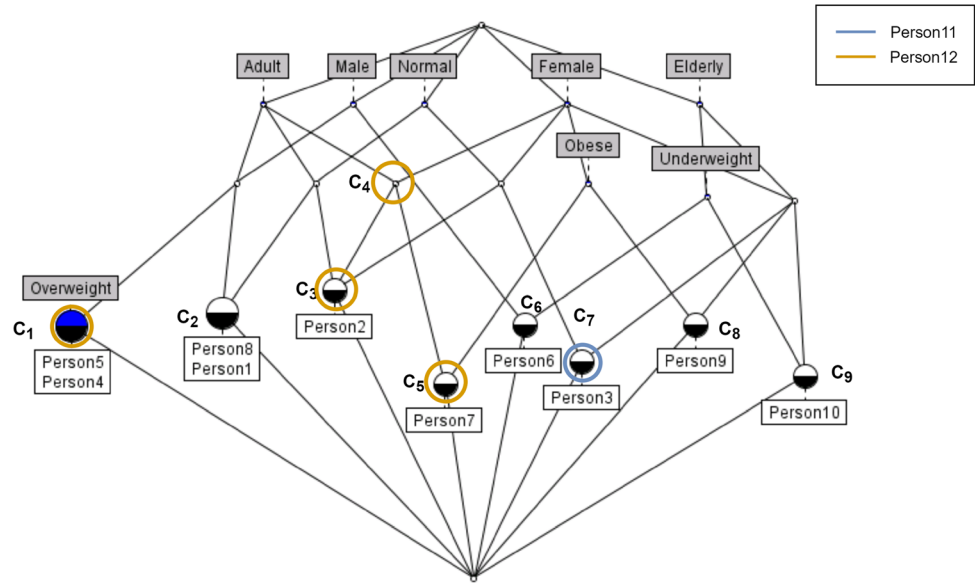 Person11
Person12
Adult
Male
Normal
Female
Elderly
Obese
Underweight
C4
Overweight
C3
C1
C2
C6
C7
C8
Person2
Person5
Person4
Person8
Person1
Person6
Person9
C5
C9
Person3
Person7
Person10